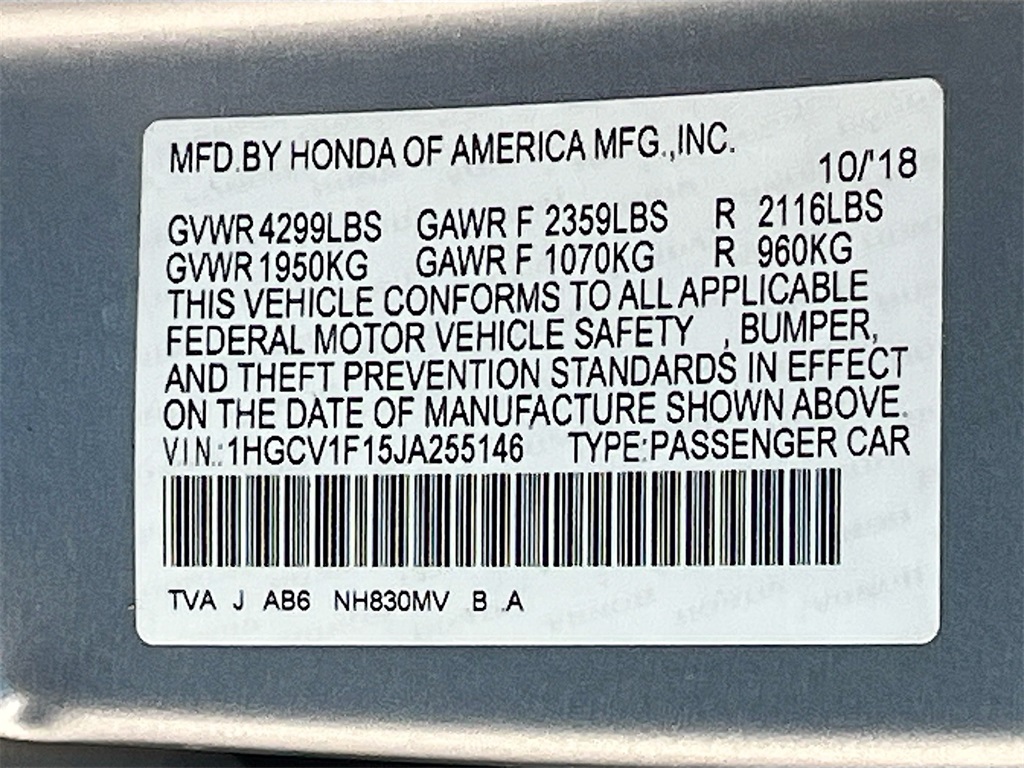 MFD.BY HONDA OF AMERICA MFG.,INC.
10/'18
GVWR 4299LBS GAWR F 2359LBS R 2116LBS
GVWR 1950KG GAWR F 1070KG R 960KG
THIS VEHICLE CONFORMS TO ALL APPLICABLE
FEDERAL MOTOR VEHICLE SAFETY , BUMPER,
AND THEFT PREVENTION STANDARDS IN EFFECT
ON THE DATE OF MANUFACTURE SHOWN ABOVE.
V.I.N.:1HGCV1F15JA255146 TYPE:PASSENGER CAR
TVA J AB6 NH830MV B .A